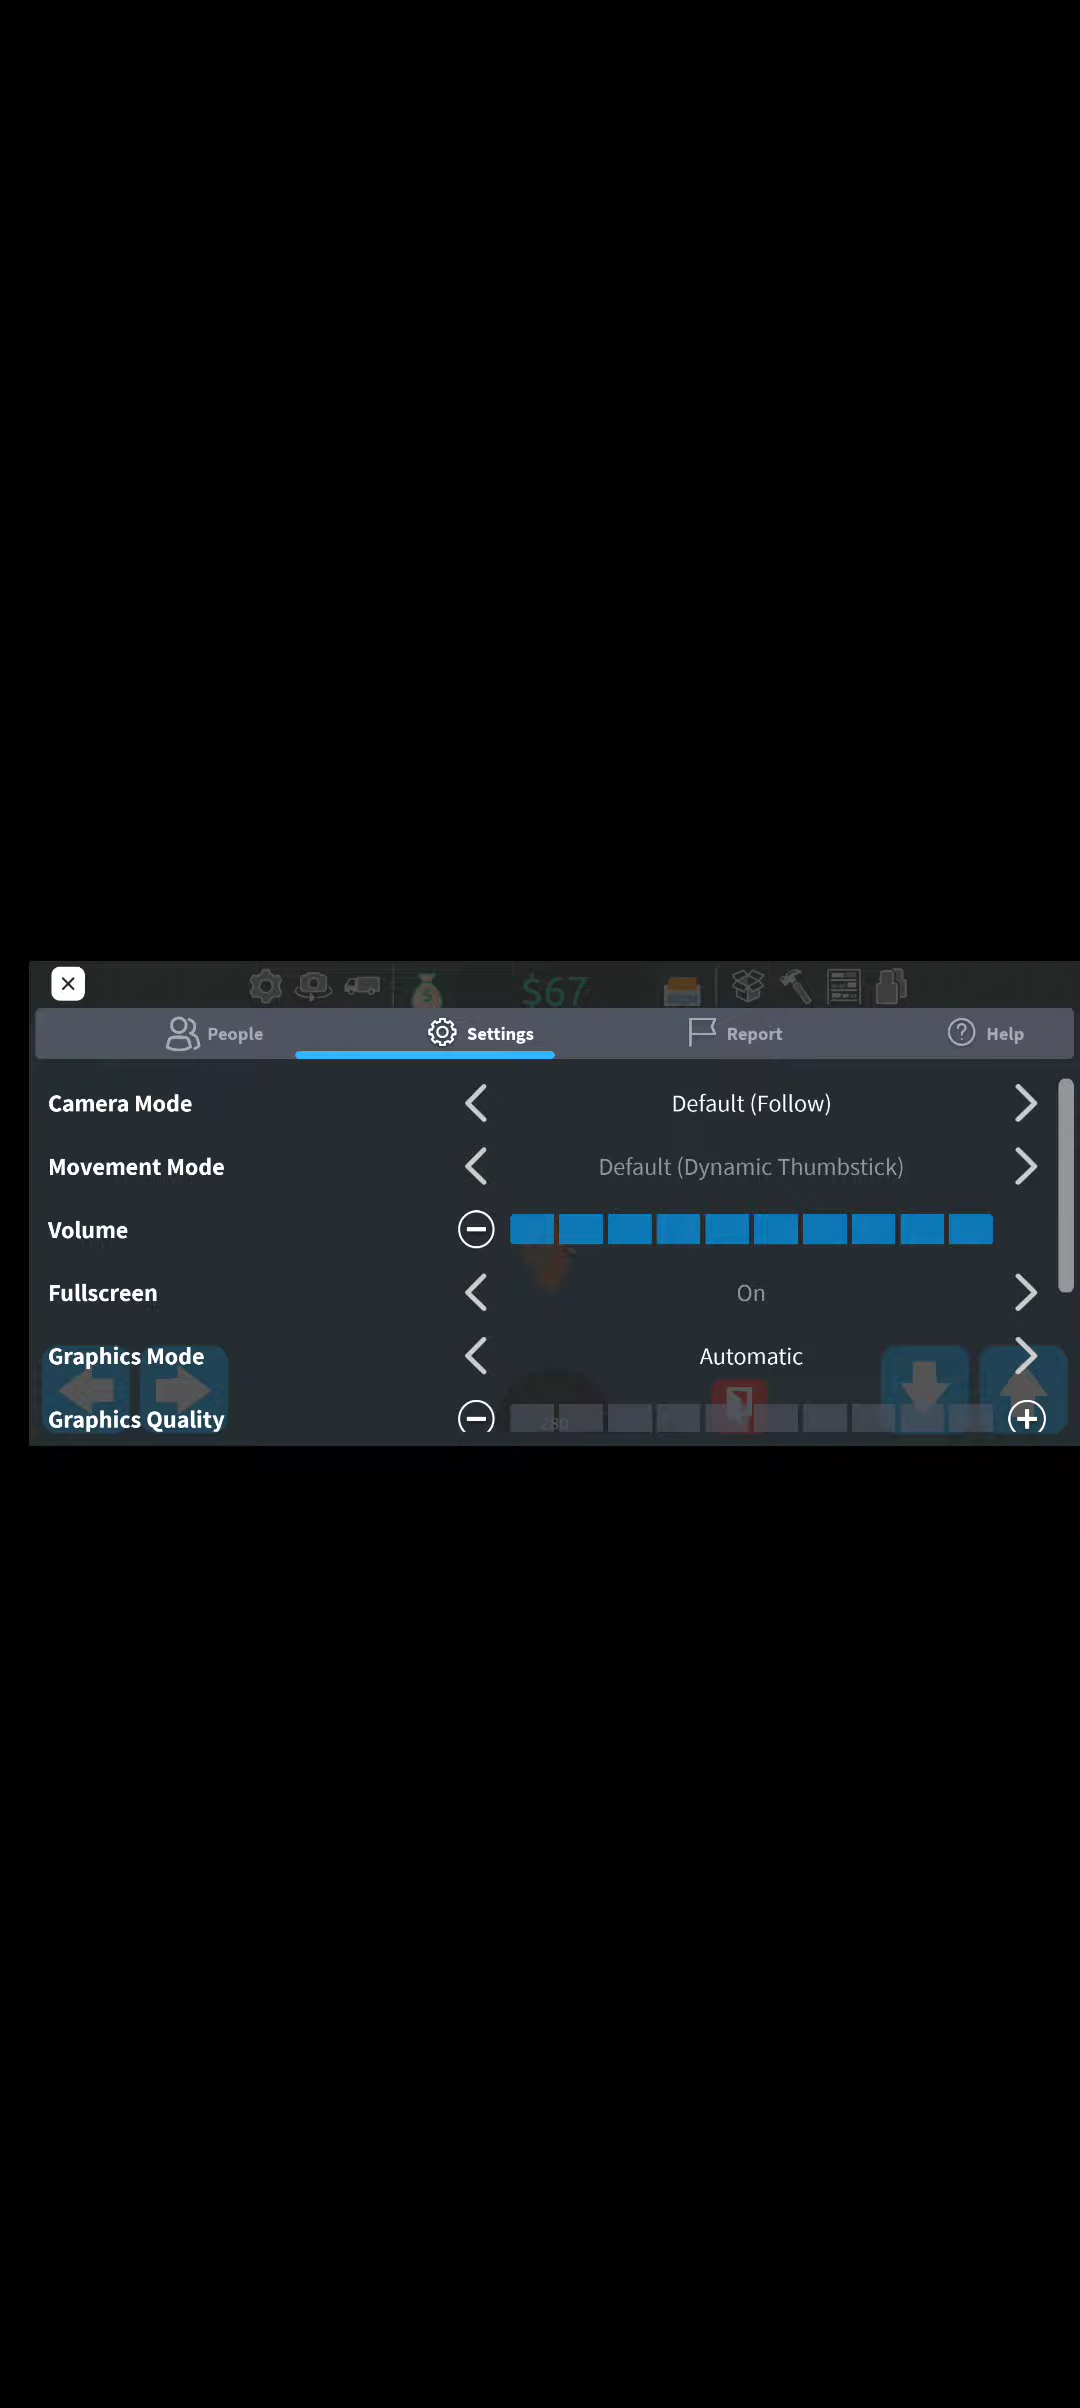 $67
People
Settings
Report
Help
Camera Mode
Default (Follow)
Movement Mode
Default (Dynamic Thumbstick)
Volume
Fullscreen
On
Graphics Mode
Automatic
Graphics Quality
280